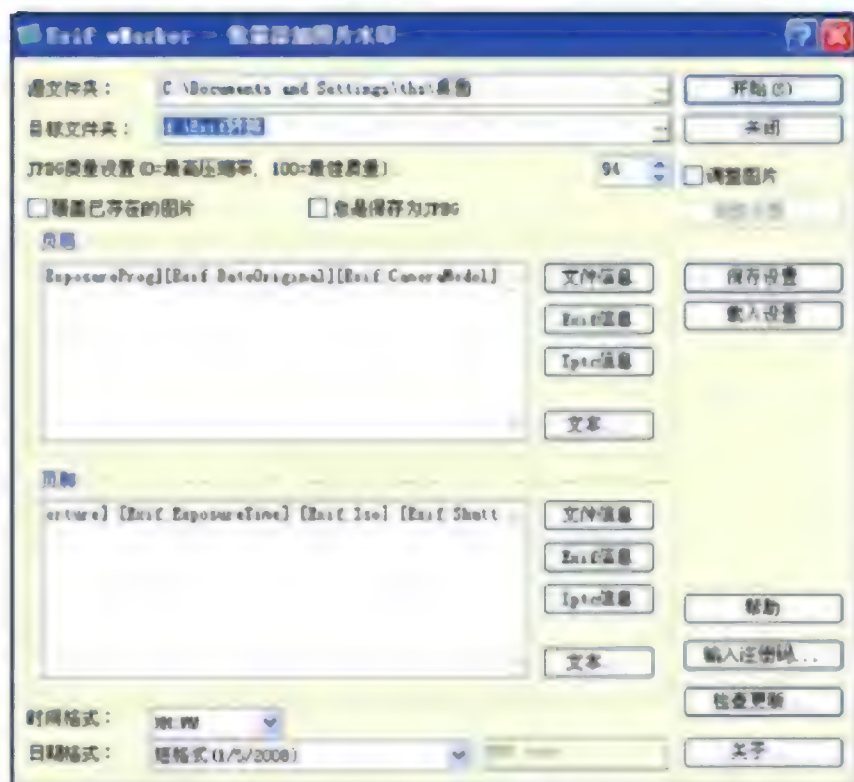 Exif wMarker - 批量添加照片水印
源文件夹： C:\Documents and Settings\ths\桌面 开始(S)
目标文件夹： 关闭
JPEG质量设置(0=最高压缩率, 100=最佳质量) 94 调整图片
覆盖已存在的图片 总是保存为JPEG
页眉
ExposureProg][Exif DateOriginal][Exif CameraModel] 文件信息 保存设置
Exif信息 载入设置
Iptc信息
文本
页脚
erture] [Exif ExposureTime] [Exif Iso] [Exif Shutt 文件信息
Exif信息
Iptc信息 帮助
文本 输入注册码...
检查更新
时间格式：
日期格式： 短格式(1/5/2008) 关于